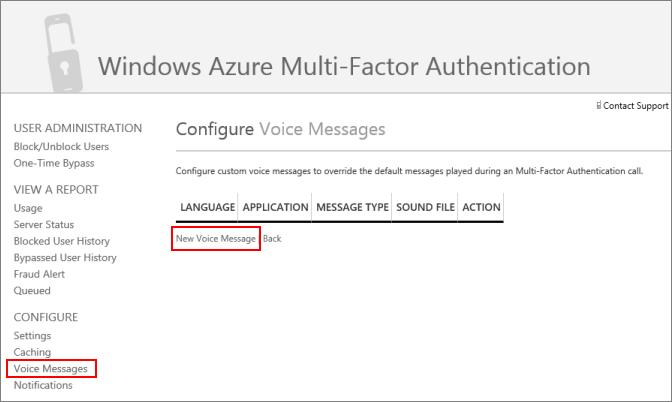 Windows Azure Multi-Factor Authentication
Contact Support
USER ADMINISTRATION
Block/Unblock Users
One-Time Bypass
VIEW A REPORT
Usage
Server Status
Blocked User History
Bypassed User History
Fraud Alert
Queued
CONFIGURE
Settings
Caching
Voice Messages
Notifications
Configure Voice Messages
Configure custom voice messages to override the default messages played during an Multi-Factor Authentication call.
LANGUAGE APPLICATION MESSAGE TYPE SOUND FILE ACTION
New Voice Message Back